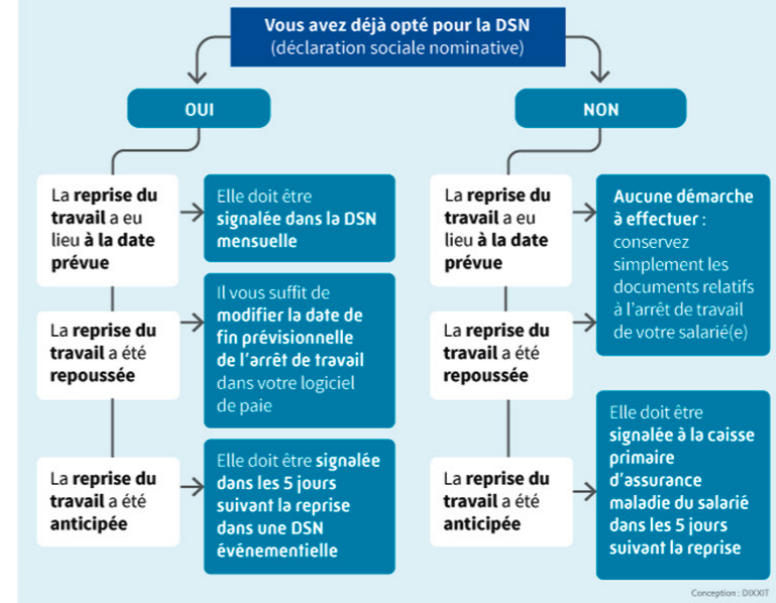 Vous avez déjà opté pour la DSN
(déclaration sociale nominative)
OUI
La reprise du
travail a eu
lieu à la date
prévue
Elle doit être
signalée dans la DSN
mensuelle
La reprise du
travail a été
repoussée
Il vous suffit de
modifier la date de
fin prévisionnelle
de l'arrêt de travail
dans votre logiciel
de paie
La reprise du
travail a été
anticipée
Elle doit être signalée
dans les 5 jours
suivant la reprise
dans une DSN
événementielle
NON
La reprise du
travail a eu
lieu à la date
prévue
La reprise du
travail a été
repoussée
Aucune démarche
à effectuer :
conservez
simplement les
documents relatifs
à l'arrêt de travail
de votre salarié(e)
La reprise du
travail a été
anticipée
Elle doit être
signalée à la caisse
primaire
d'assurance
maladie du salarié
dans les 5 jours
suivant la reprise
Conception : DIXXIT